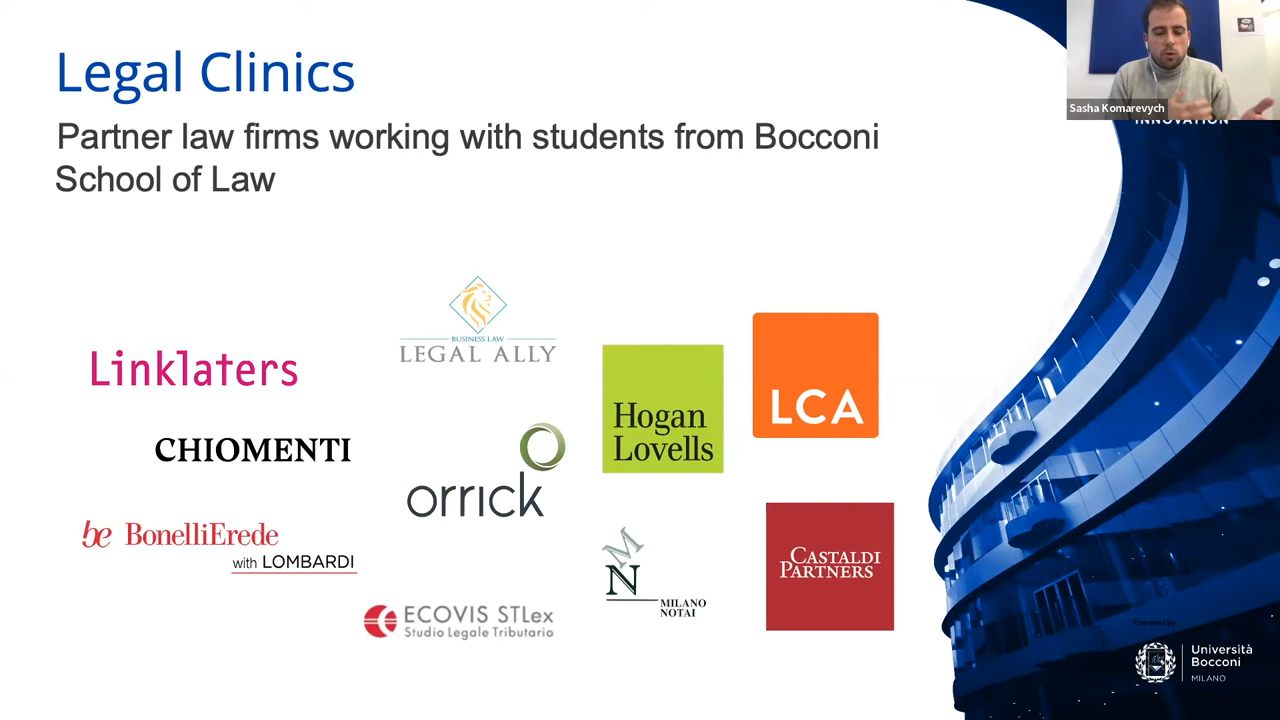 Legal Clinics
Partner law firms working with students from Bocconi
School of Law
Sasha Komarevych
INNOVATION
BUSINESS LAW
LEGAL ALLY
Linklaters
Hogan
Lovells
LCA
CHIOMENTI
orrick
be BonelliErede
with LOMBARDI
M
N
MILANO
NOTAI
CASTALDI
PARTNERS
ECOVIS STLex
Studio Legale Tributario
Powered by
Università
Bocconi
MILANO